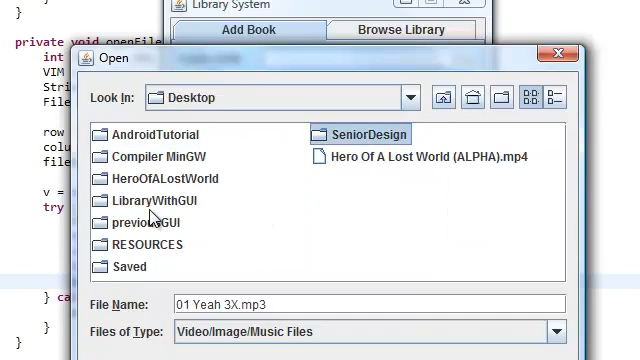 Library System
Add Book
Browse Library
private void openFile
int
VIM
Stri
File
row
colu
file
v =
try
} ca
}
}
Open
Look In:
Desktop
AndroidTutorial
Compiler MinGW
HeroOfALostWorld
LibraryWithGUI
previousGUI
RESOURCES
Saved
SeniorDesign
Hero Of A Lost World (ALPHA).mp4
File Name:
01 Yeah 3X.mp3
Files of Type:
Video/Image/Music Files